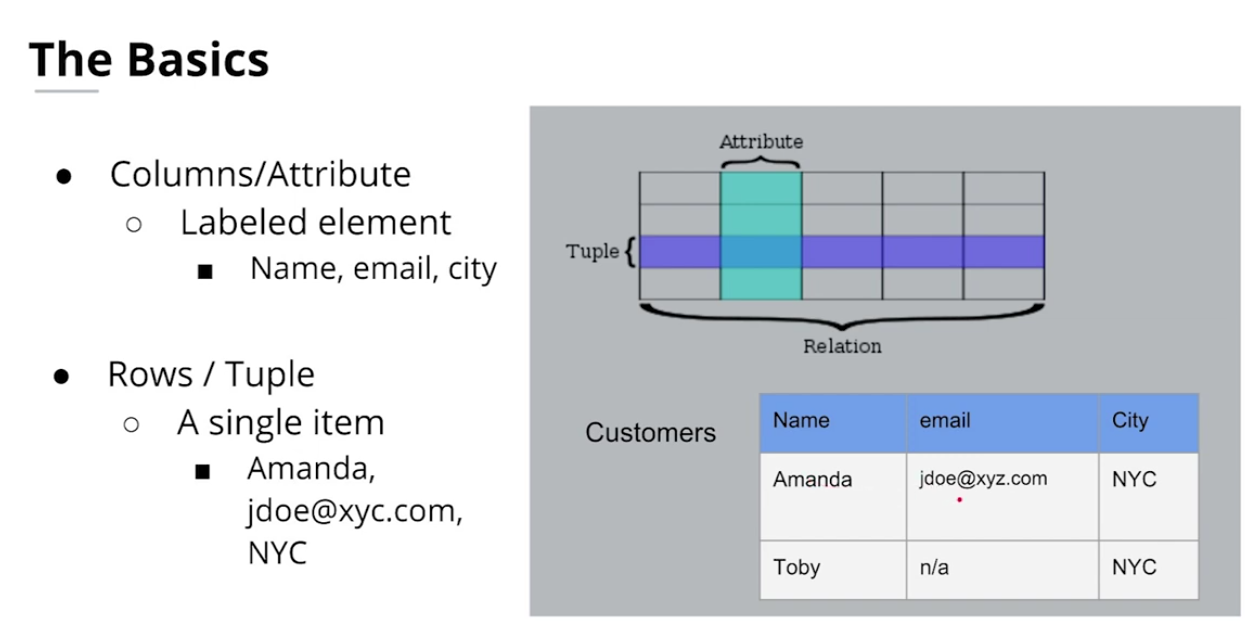 The Basics
● Columns/Attribute
○ Labeled element
■ Name, email, city
● Rows / Tuple
○ A single item
■ Amanda,
jdoe@xyc.com,
NYC
Attribute
Tuple
Relation
Customers
Name email City
Amanda jdoe@xyz.com NYC
Toby n/a NYC